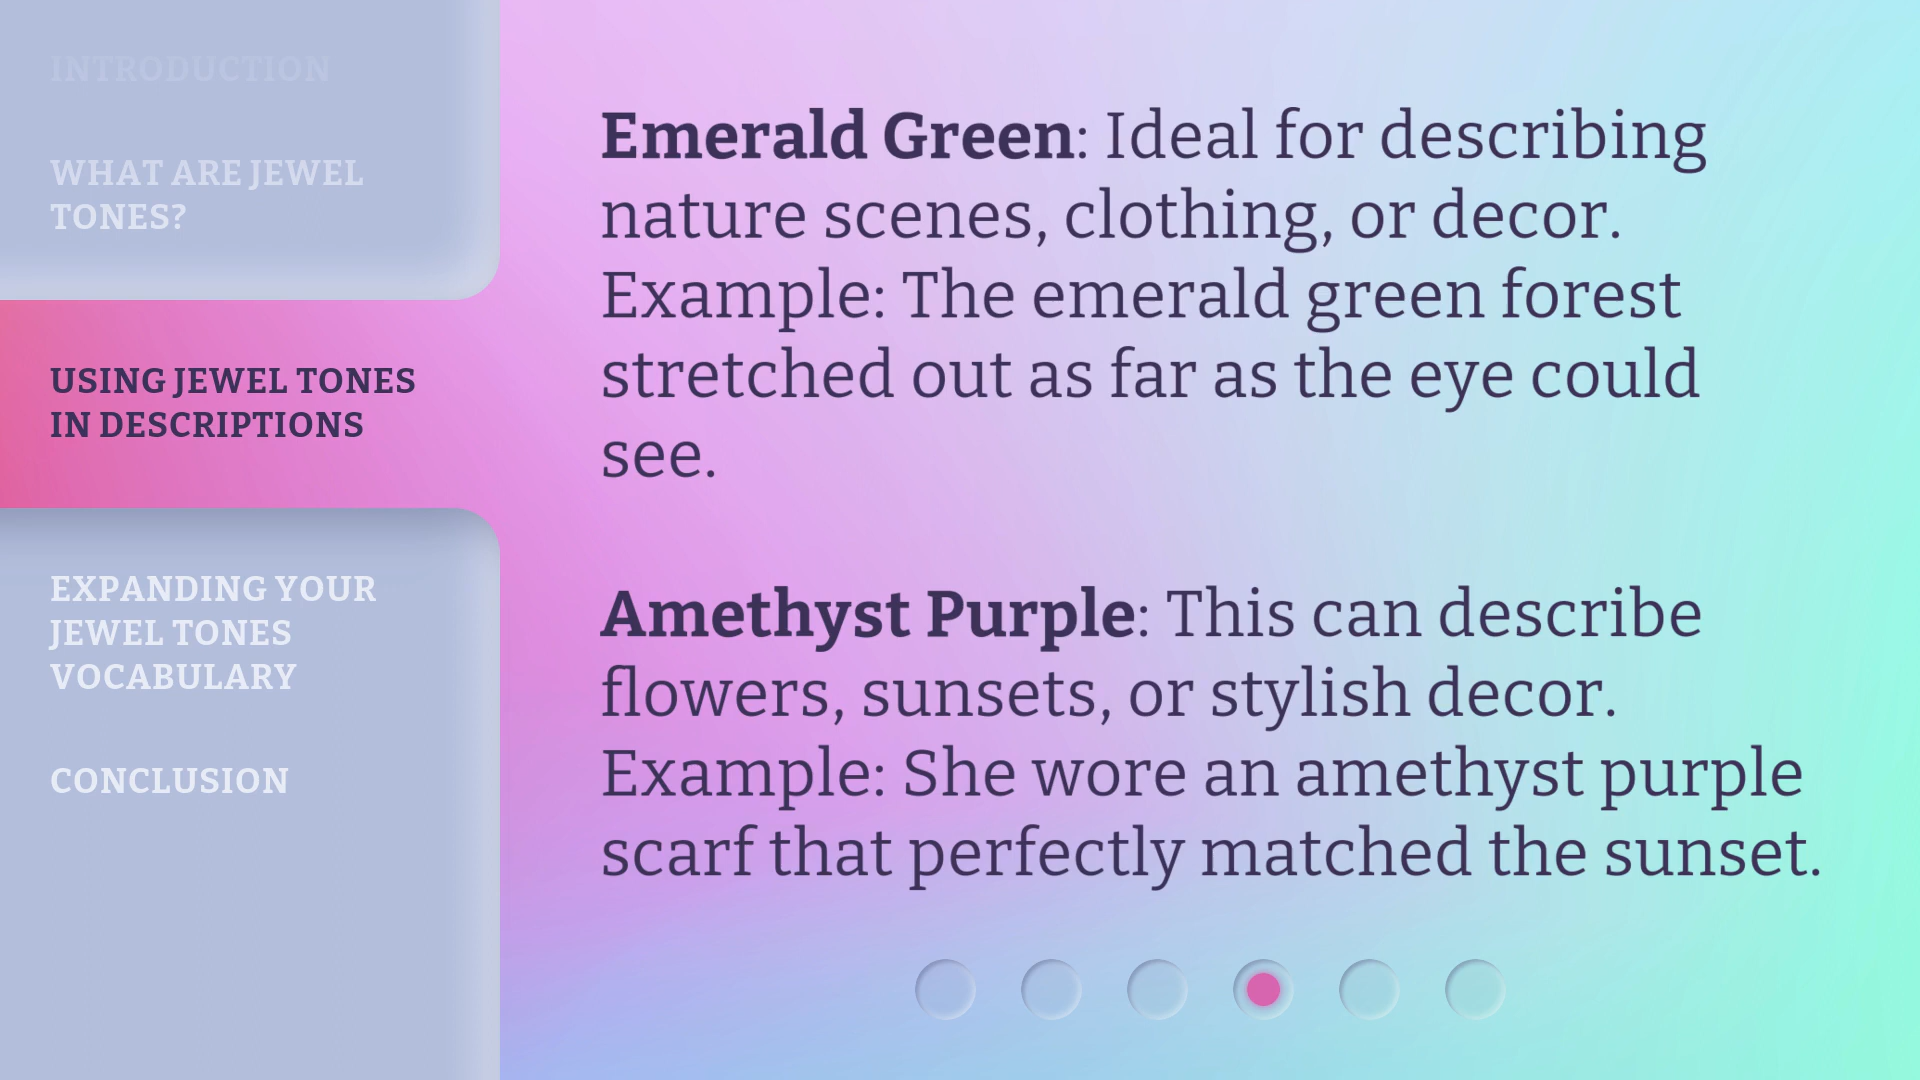 INTRODUCTION
WHAT ARE JEWEL
TONES?
USING JEWEL TONES
IN DESCRIPTIONS
EXPANDING YOUR
JEWEL TONES
VOCABULARY
CONCLUSION
Emerald Green: Ideal for describing
nature scenes, clothing, or decor.
Example: The emerald green forest
stretched out as far as the eye could
see.
Amethyst Purple: This can describe
flowers, sunsets, or stylish decor.
Example: She wore an amethyst purple
scarf that perfectly matched the sunset.